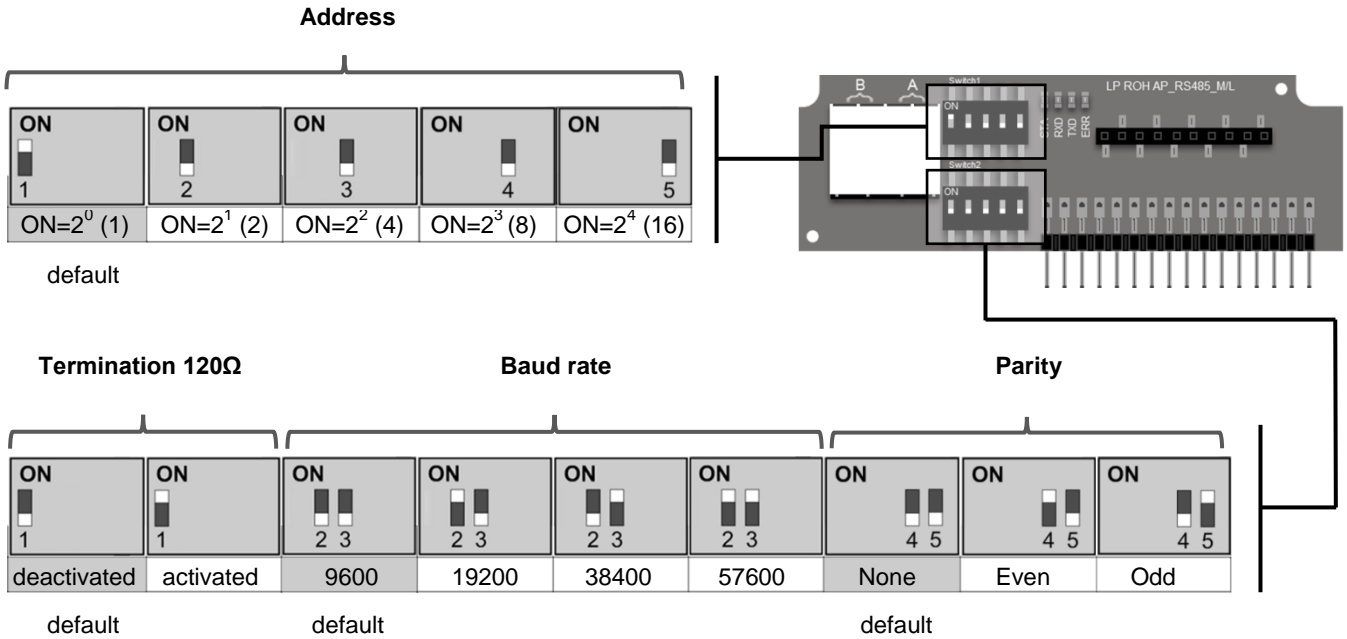 Address
ON ON ON ON ON
1 2 3 4 5
ON=2⁰ (1) ON=2¹ (2) ON=2² (4) ON=2³ (8) ON=2⁴ (16)
default
B A Switch1 LP ROH AP_RS485_M/L
ON
STA RXD TXD ERR
Switch2
ON
Termination 120Ω Baud rate Parity
ON ON ON ON ON ON ON ON ON
1 1 2 3 2 3 2 3 2 3 4 5 4 5 4 5
deactivated activated 9600 19200 38400 57600 None Even Odd
default default default